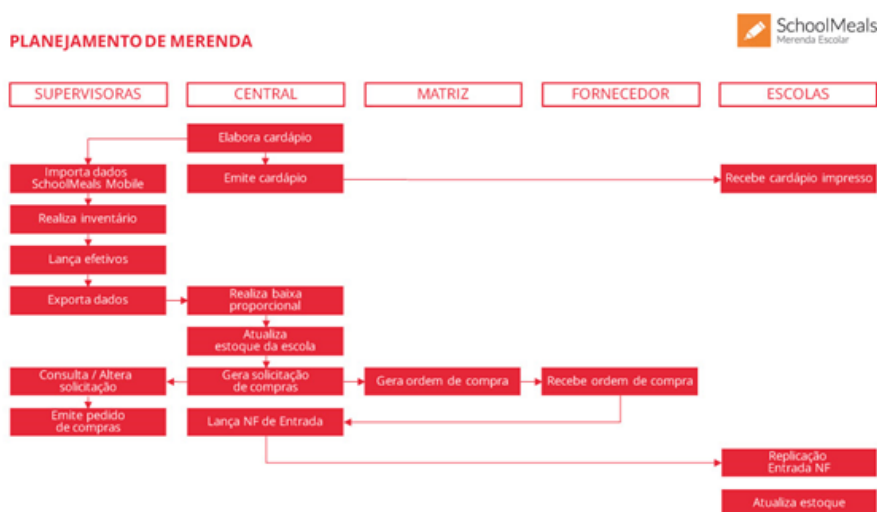 PLANEJAMENTO DE MERENDA
SchoolMeals
Merenda Escolar
SUPERVISORAS
CENTRAL
MATRIZ
FORNECEDOR
ESCOLAS
Elabora cardápio
Importa dados
SchoolMeals Mobile
Emite cardápio
Recebe cardápio impresso
Realiza inventário
Lança efetivos
Exporta dados
Realiza baixa
proporcional
Atualiza
estoque da escola
Consulta / Altera
solicitação
Gera solicitação
de compras
Gera ordem de compra
Recebe ordem de compra
Emite pedido
de compras
Lança NF de Entrada
Replicação
Entrada NF
Atualiza estoque